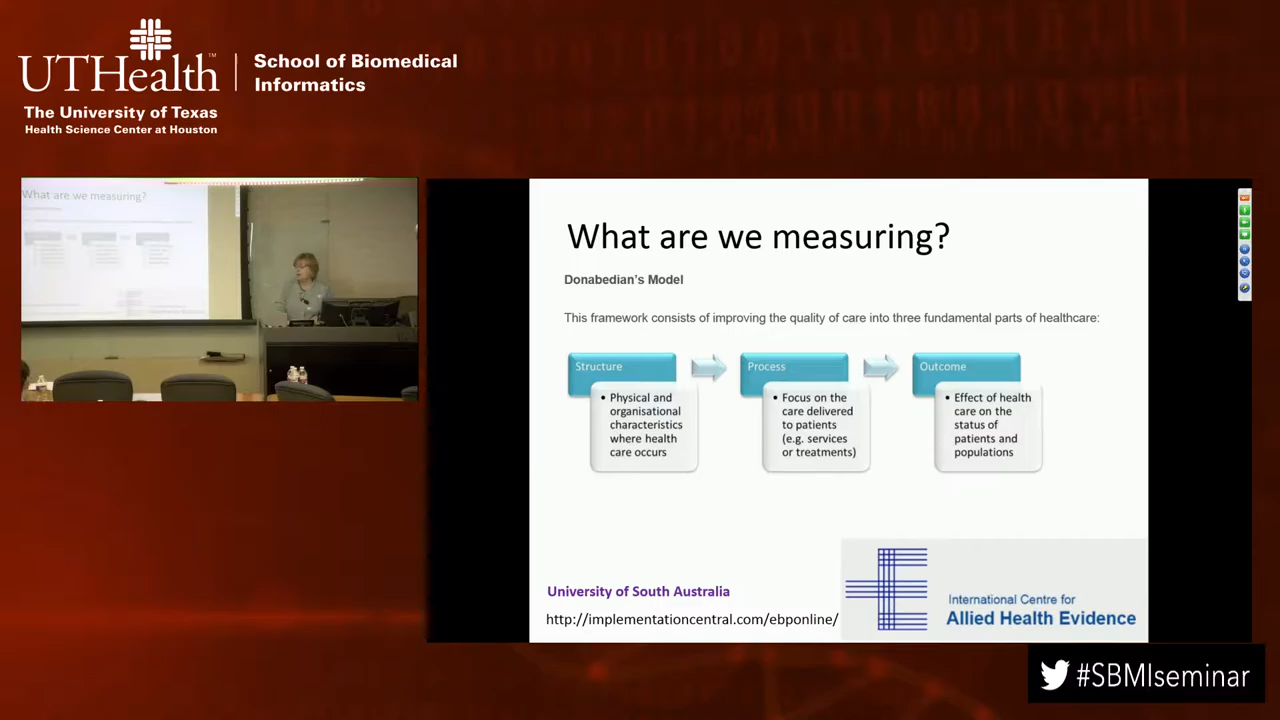 UTHealth™
The University of Texas
Health Science Center at Houston
School of Biomedical
Informatics
What are we measuring?
What are we measuring?
Donabedian's Model
This framework consists of improving the quality of care into three fundamental parts of healthcare:
Structure
• Physical and
organisational
characteristics
where health
care occurs
Process
• Focus on the
care delivered
to patients
(e.g. services
or treatments)
Outcome
• Effect of health
care on the
status of
patients and
populations
University of South Australia
http://implementationcentral.com/ebponline/
International Centre for
Allied Health Evidence
#SBMIseminar